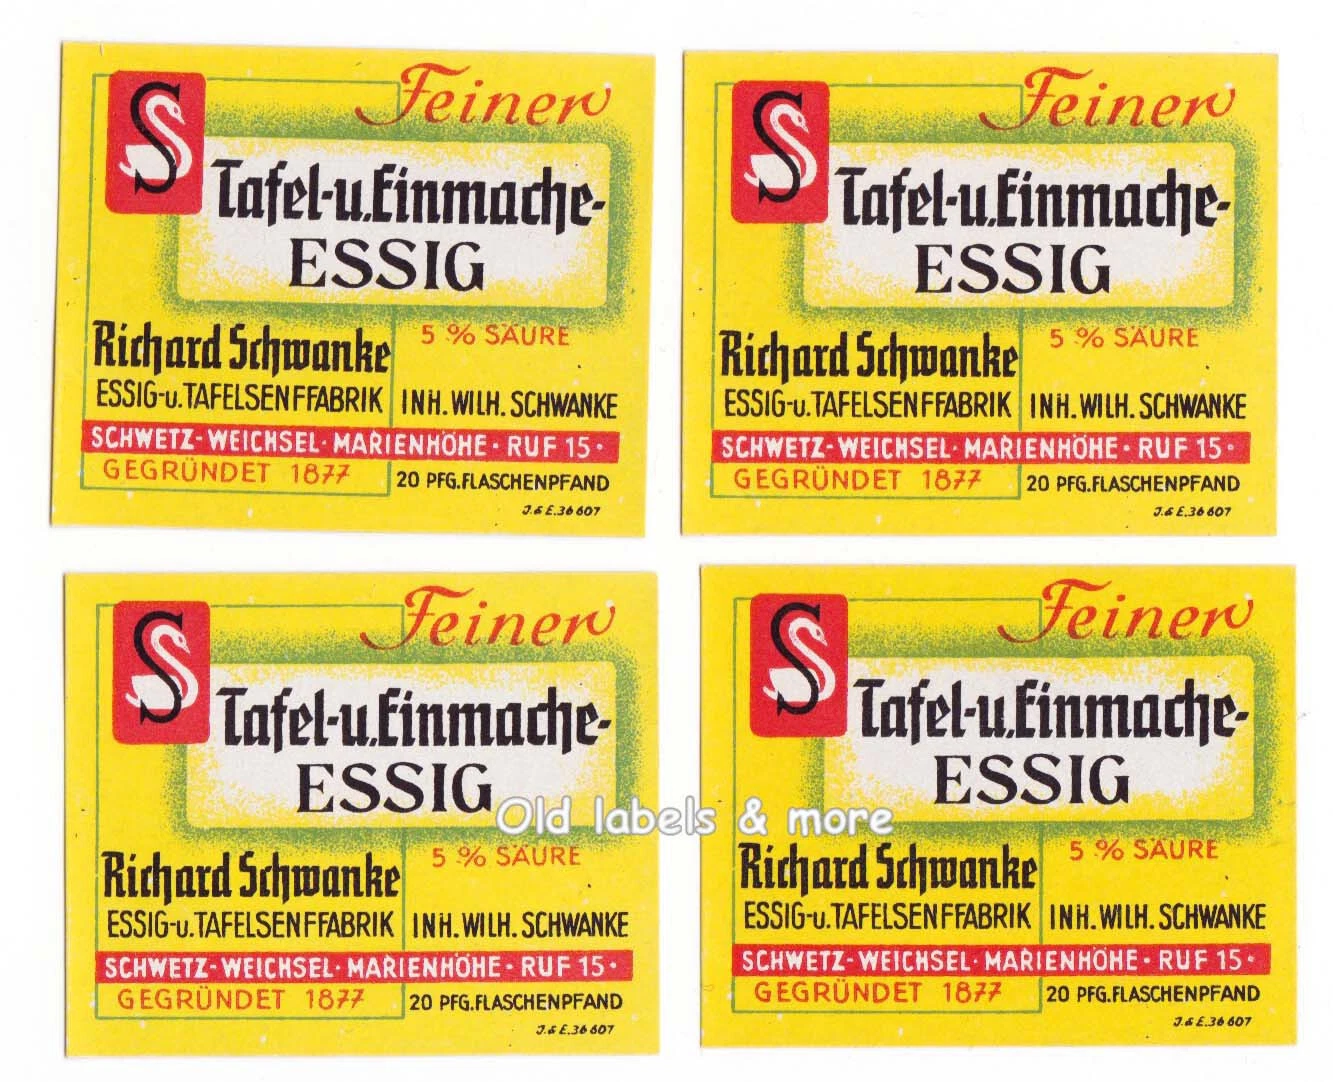 S
Feiner
Tafel-u.Einmache-
ESSIG
5 % SÄURE
Richard Schwanke
ESSIG-u.TAFELSENFFABRIK INH. WILH. SCHWANKE
SCHWETZ-WEICHSEL·MARIENHÖHE·RUF 15·
GEGRÜNDET 1877 20 PFG.FLASCHENPFAND
J.&E.36607
S
Feiner
Tafel-u.Einmache-
ESSIG
5 % SÄURE
Richard Schwanke
ESSIG-u.TAFELSENFFABRIK INH. WILH. SCHWANKE
SCHWETZ-WEICHSEL·MARIENHÖHE·RUF 15·
GEGRÜNDET 1877 20 PFG.FLASCHENPFAND
J.&E.36607
S
Feiner
Tafel-u.Einmache-
ESSIG
5 % SÄURE
Richard Schwanke
ESSIG-u.TAFELSENFFABRIK INH. WILH. SCHWANKE
SCHWETZ-WEICHSEL·MARIENHÖHE·RUF 15·
GEGRÜNDET 1877 20 PFG.FLASCHENPFAND
J.&E.36607
S
Feiner
Tafel-u.Einmache-
ESSIG
5 % SÄURE
Richard Schwanke
ESSIG-u.TAFELSENFFABRIK INH. WILH. SCHWANKE
SCHWETZ-WEICHSEL·MARIENHÖHE·RUF 15·
GEGRÜNDET 1877 20 PFG.FLASCHENPFAND
J.&E.36607
Old labels & more